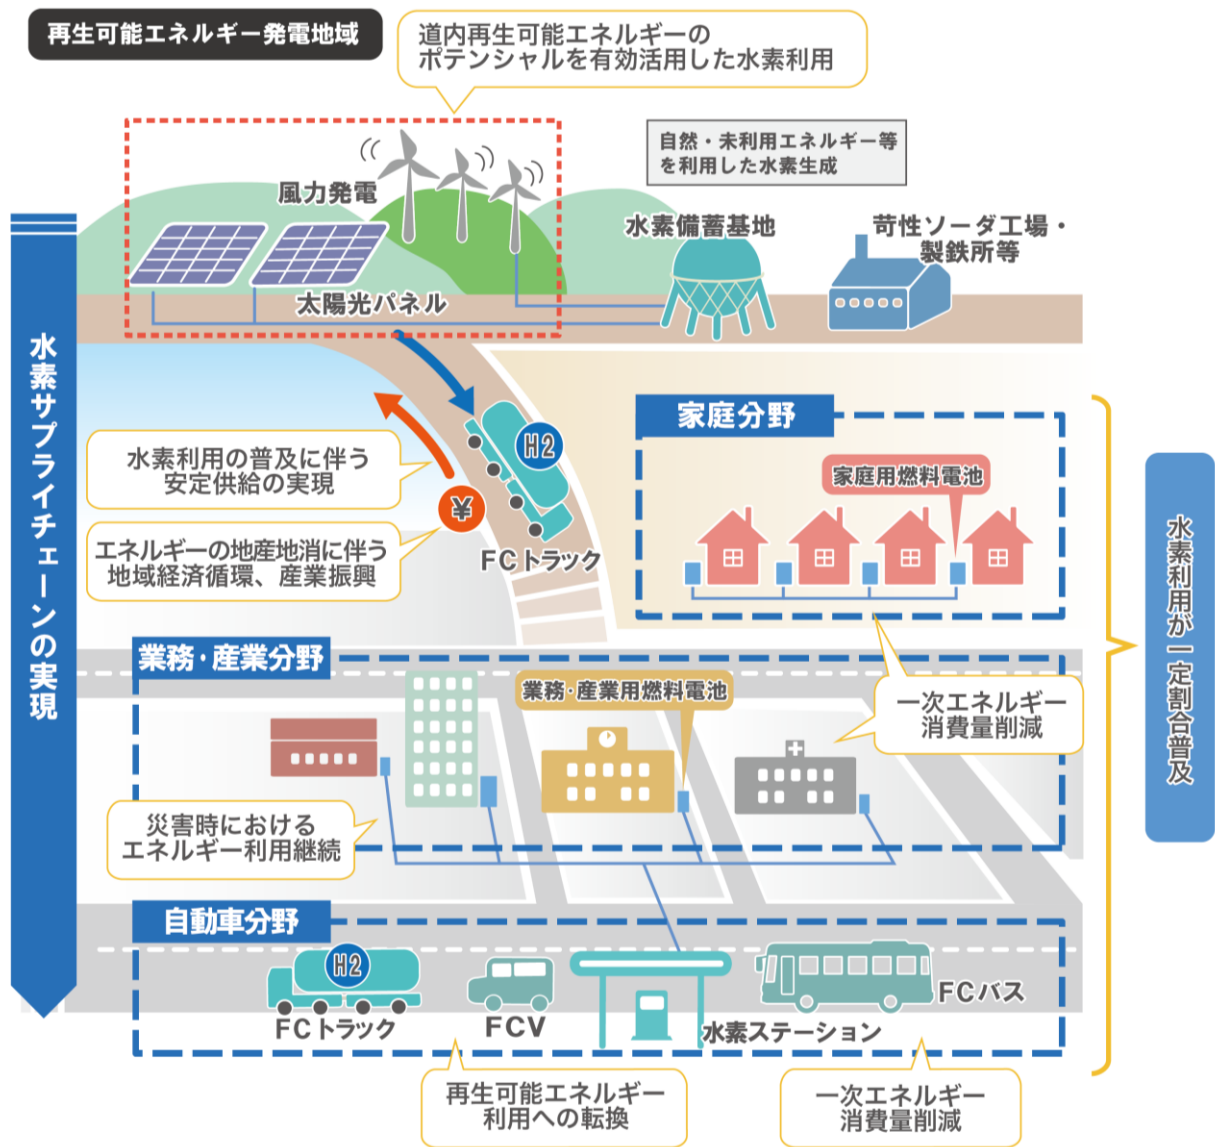 再生可能エネルギー発電地域
道内再生可能エネルギーの
ポテンシャルを有効活用した水素利用
自然・未利用エネルギー等
を利用した水素生成
風力発電
太陽光パネル
水素備蓄基地
苛性ソーダ工場・
製鉄所等
水素サプライチェーンの実現
水素利用の普及に伴う
安定供給の実現
¥
エネルギーの地産地消に伴う
地域経済循環、産業振興
H2
FCトラック
家庭分野
家庭用燃料電池
水素利用が一定割合普及
業務・産業分野
業務・産業用燃料電池
一次エネルギー
消費量削減
災害時における
エネルギー利用継続
自動車分野
H2
FCトラック
FCV
水素ステーション
FCバス
再生可能エネルギー
利用への転換
一次エネルギー
消費量削減